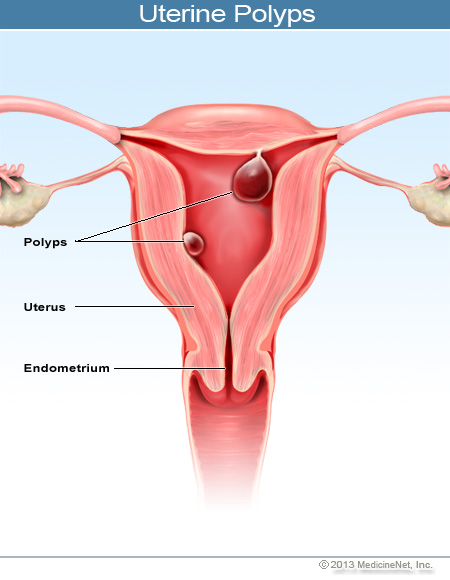 Uterine Polyps
Polyps
Uterus
Endometrium
© 2013 MedicineNet, Inc.